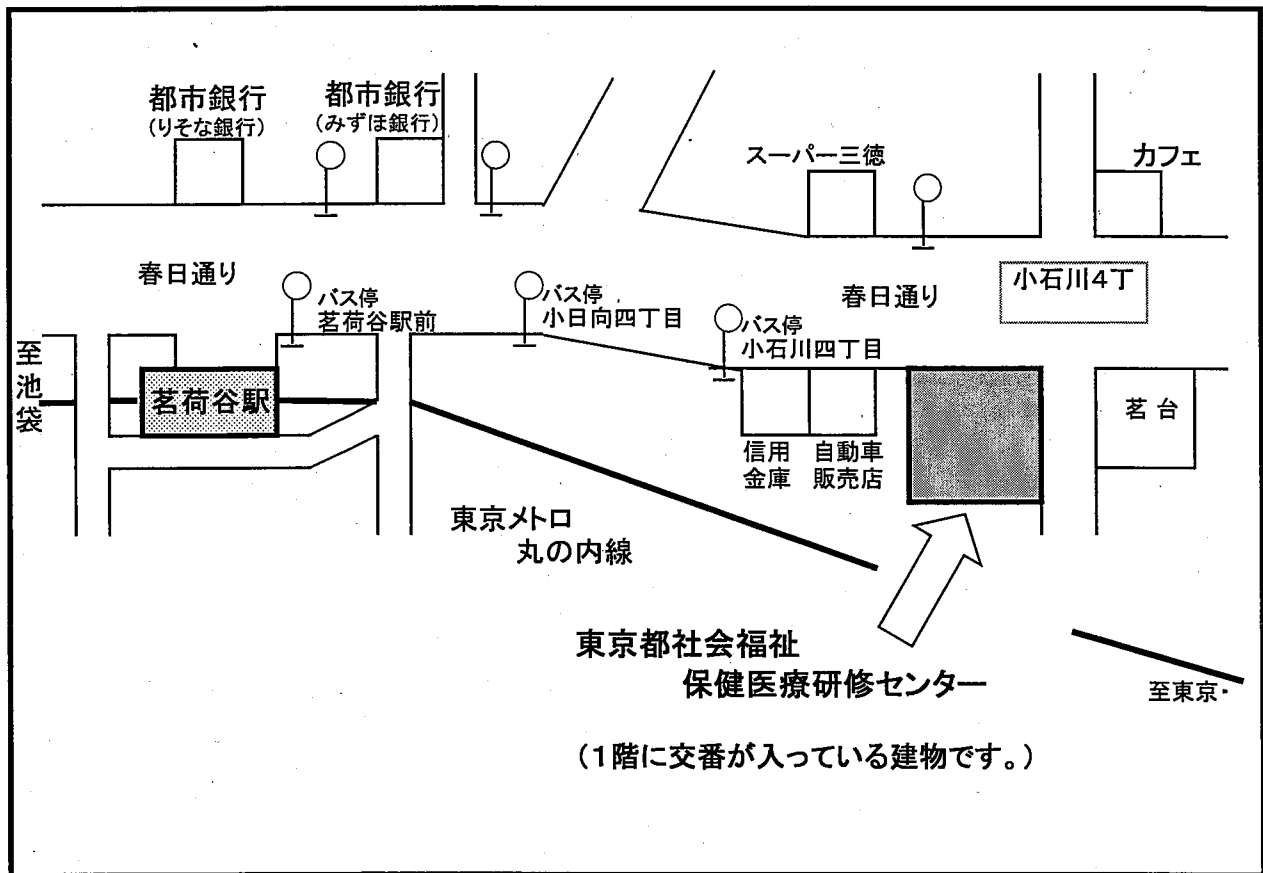 都市銀行
(りそな銀行)
都市銀行
(みずほ銀行)
スーパー三徳
カフェ
春日通り
バス停
茗荷谷駅前
バス停
小日向四丁目
バス停
小石川四丁目
春日通り
小石川4丁
至池袋
茗荷谷駅
信用
金庫
自動車
販売店
茗台
東京メトロ
丸の内線
東京都社会福祉
保健医療研修センター
至東京・
(1階に交番が入っている建物です。)